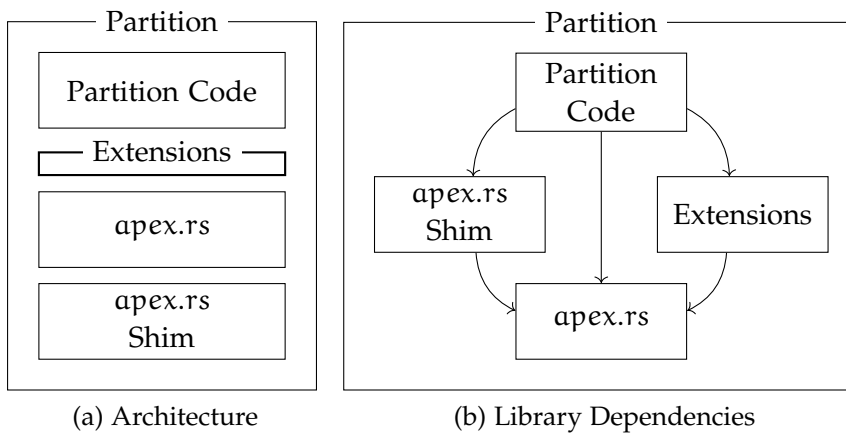 Partition
Partition Code
Extensions
apex.rs
apex.rs
Shim
(a) Architecture
Partition
Partition
Code
apex.rs
Shim
Extensions
apex.rs
(b) Library Dependencies